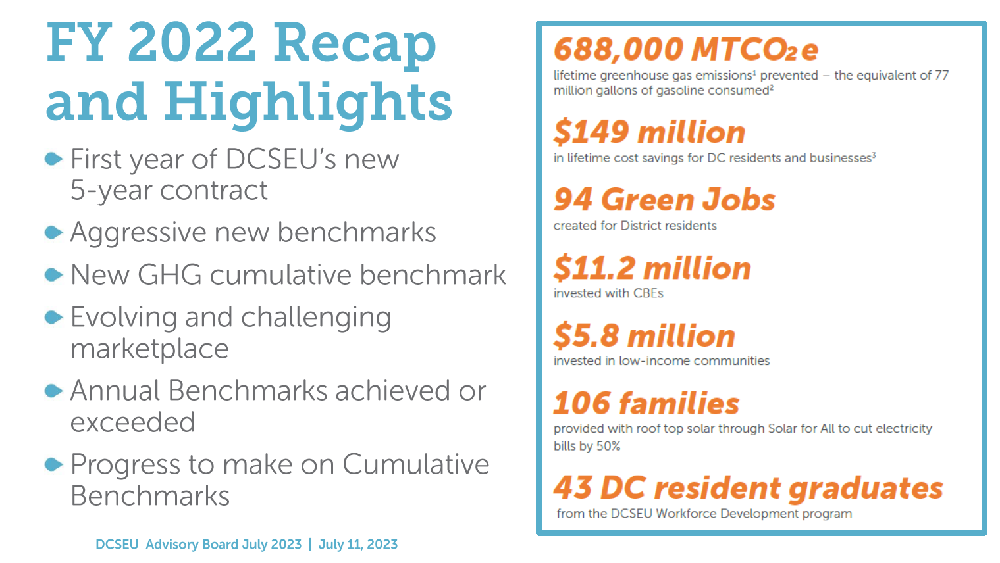 FY 2022 Recap
and Highlights
First year of DCSEU’s new
5-year contract
Aggressive new benchmarks
New GHG cumulative benchmark
Evolving and challenging
marketplace
Annual Benchmarks achieved or
exceeded
Progress to make on Cumulative
Benchmarks
DCSEU Advisory Board July 2023 | July 11, 2023
688,000 MTCO₂e
lifetime greenhouse gas emissions¹ prevented – the equivalent of 77
million gallons of gasoline consumed²
$149 million
in lifetime cost savings for DC residents and businesses³
94 Green Jobs
created for District residents
$11.2 million
invested with CBEs
$5.8 million
invested in low-income communities
106 families
provided with roof top solar through Solar for All to cut electricity
bills by 50%
43 DC resident graduates
from the DCSEU Workforce Development program